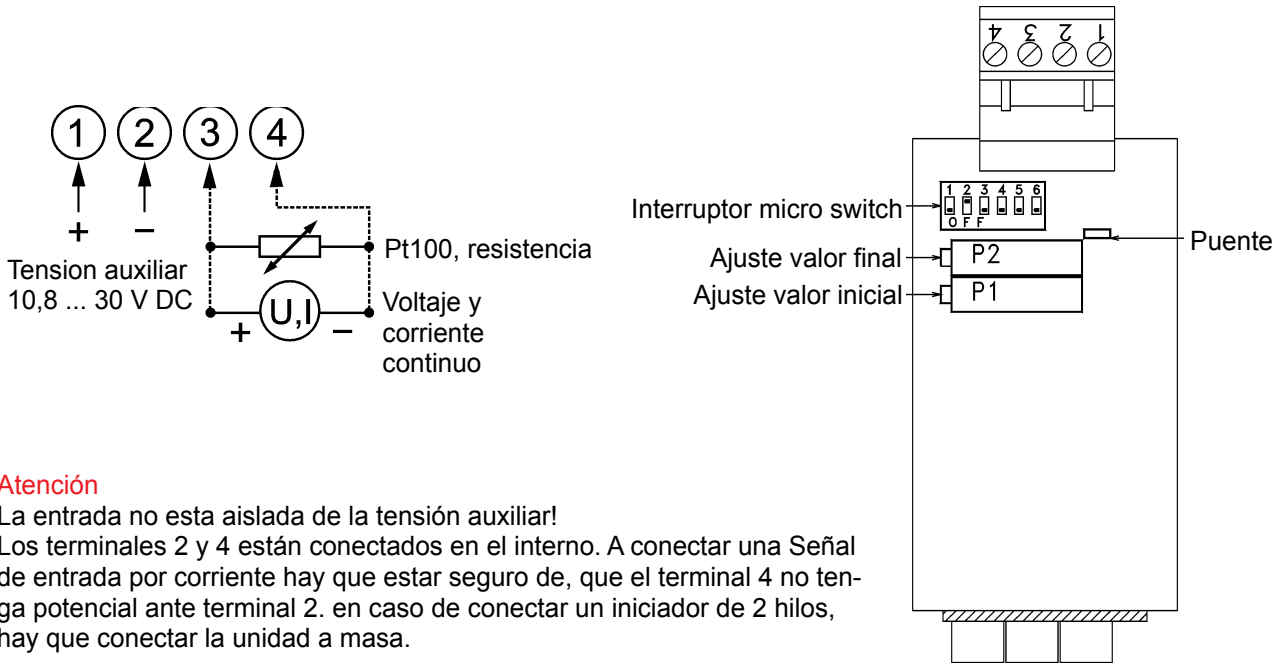 1 2 3 4
+ −
Tension auxiliar
10,8 ... 30 V DC
Pt100, resistencia
U,I
+ −
Voltaje y
corriente
continuo
4 3 2 1
Interruptor micro switch
1 2 3 4 5 6
OFF
Ajuste valor final
P2
Puente
Ajuste valor inicial
P1
Atención
La entrada no esta aislada de la tensión auxiliar!
Los terminales 2 y 4 están conectados en el interno. A conectar una Señal
de entrada por corriente hay que estar seguro de, que el terminal 4 no ten-
ga potencial ante terminal 2. en caso de conectar un iniciador de 2 hilos,
hay que conectar la unidad a masa.